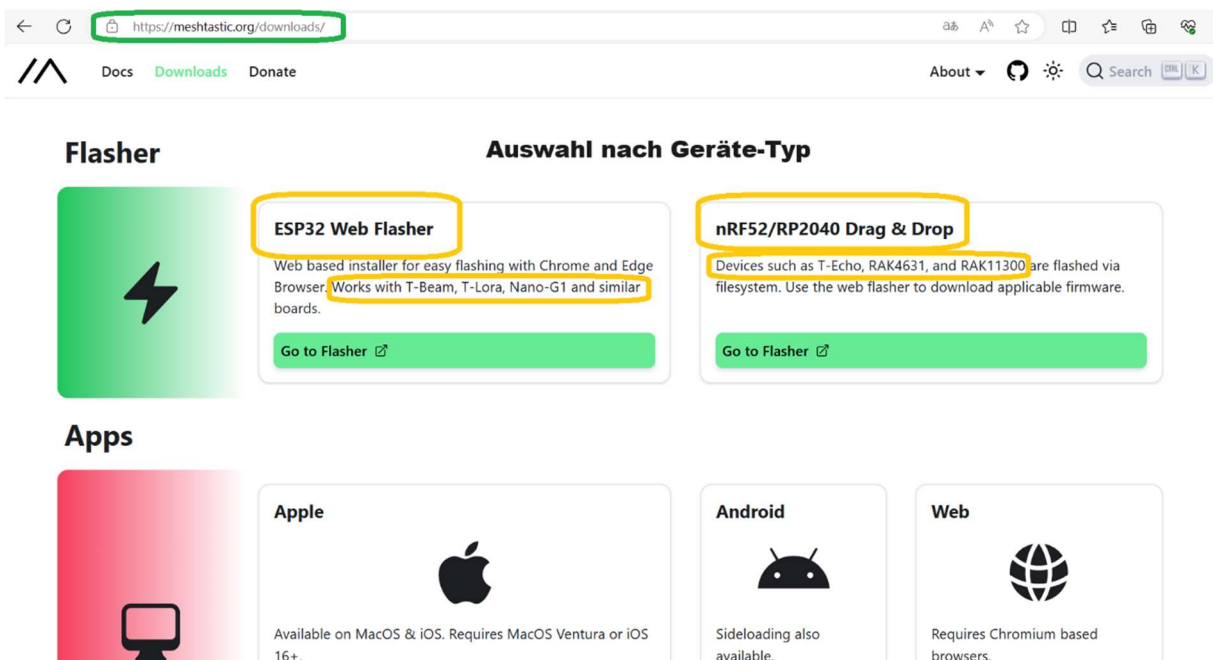 https://meshtastic.org/downloads/
Docs Downloads Donate About Search CTRL K
Flasher
Auswahl nach Geräte-Typ
ESP32 Web Flasher
Web based installer for easy flashing with Chrome and Edge
Browser. Works with T-Beam, T-Lora, Nano-G1 and similar
boards.
Go to Flasher
nRF52/RP2040 Drag & Drop
Devices such as T-Echo, RAK4631, and RAK11300 are flashed via
filesystem. Use the web flasher to download applicable firmware.
Go to Flasher
Apps
Apple
Available on MacOS & iOS. Requires MacOS Ventura or iOS
16+.
Android
Sideloading also
available.
Web
Requires Chromium based
browsers.